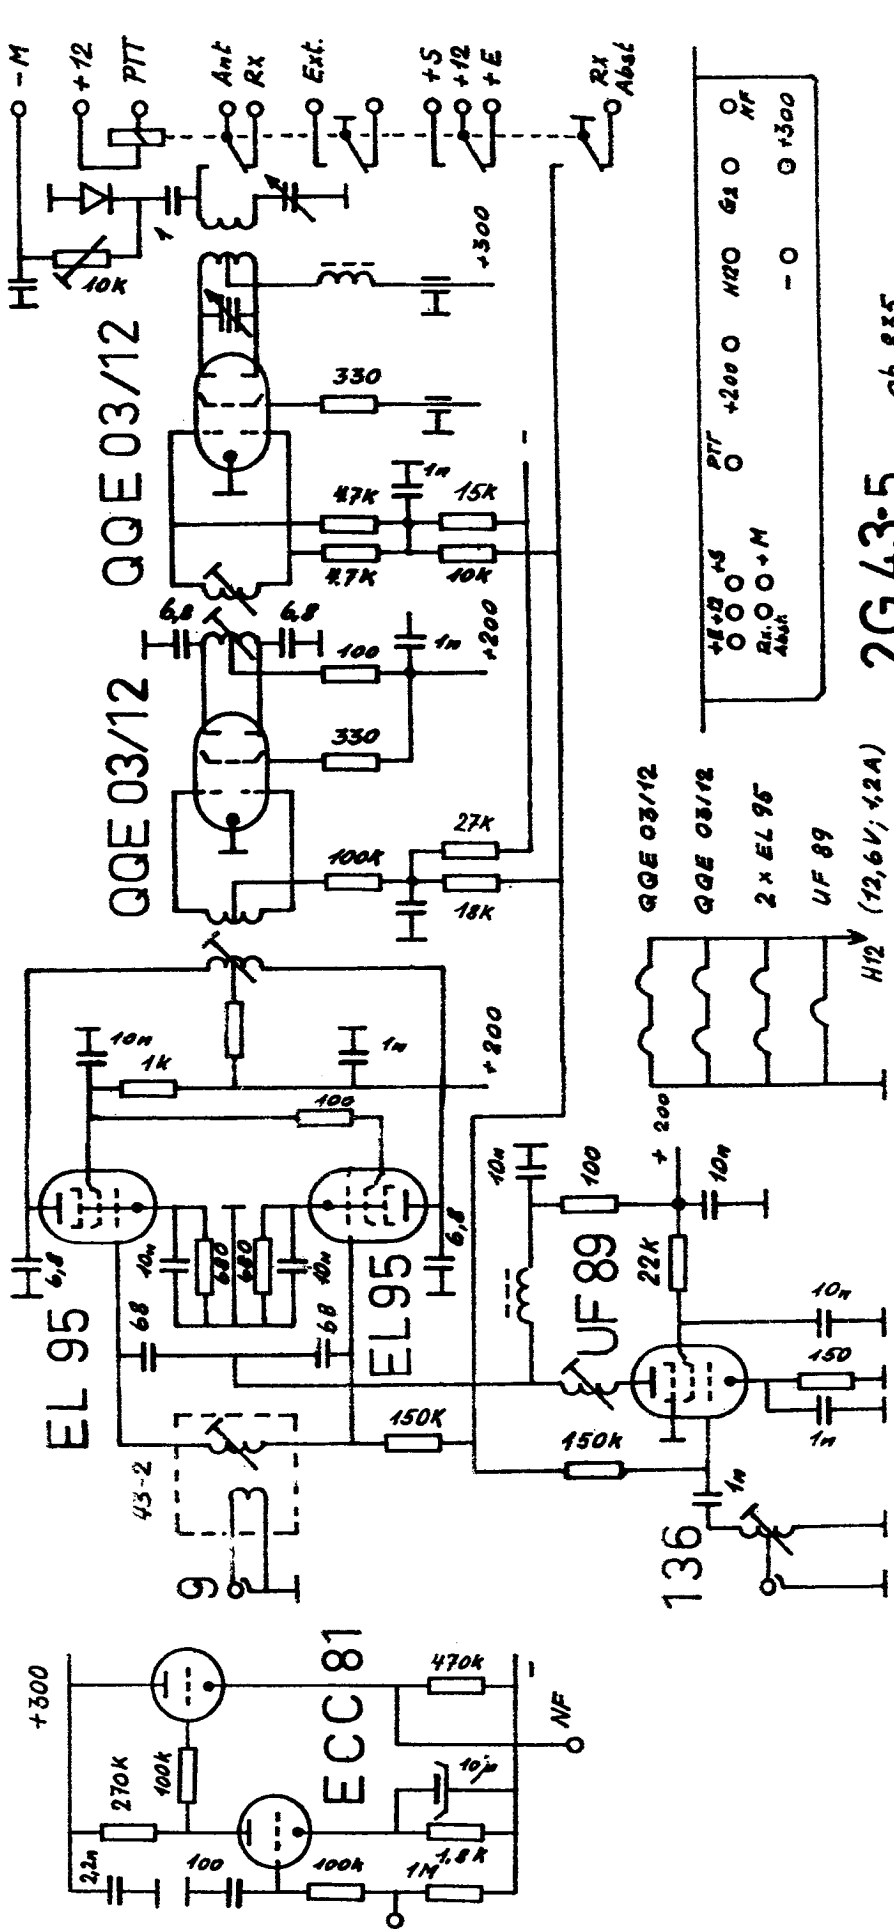 - M
+12
PTT
Ant
RX
Ext.
+S
+12
+E
Rx
Abst
10K
1
+300
QQE 03/12
330
1n
4.7K
15K
4.7K
10K
-
6,8
6,8
100
1n
+200
QQE 03/12
330
100K
27K
18K
10n
1K
1n
100
+200
6,8
10n
680
680
10n
6,8
EL 95
EL 95
68
68
43-2
150K
9
10n
100
+ 200
10n
UF 89
22K
10n
150
1n
150K
1n
136
+300
270K
100K
ECC 81
470K
-
NF
10µ
2,2n
100
100k
1M
1,8K
QQE 03/12
QQE 03/12
2 x EL 95
UF 89
H12 (12,6V; 1,2A)
+E +12 +S
PTT
+200
H12
G2
NF
Rx.
Abst
+M
-
+300
2G 43-5